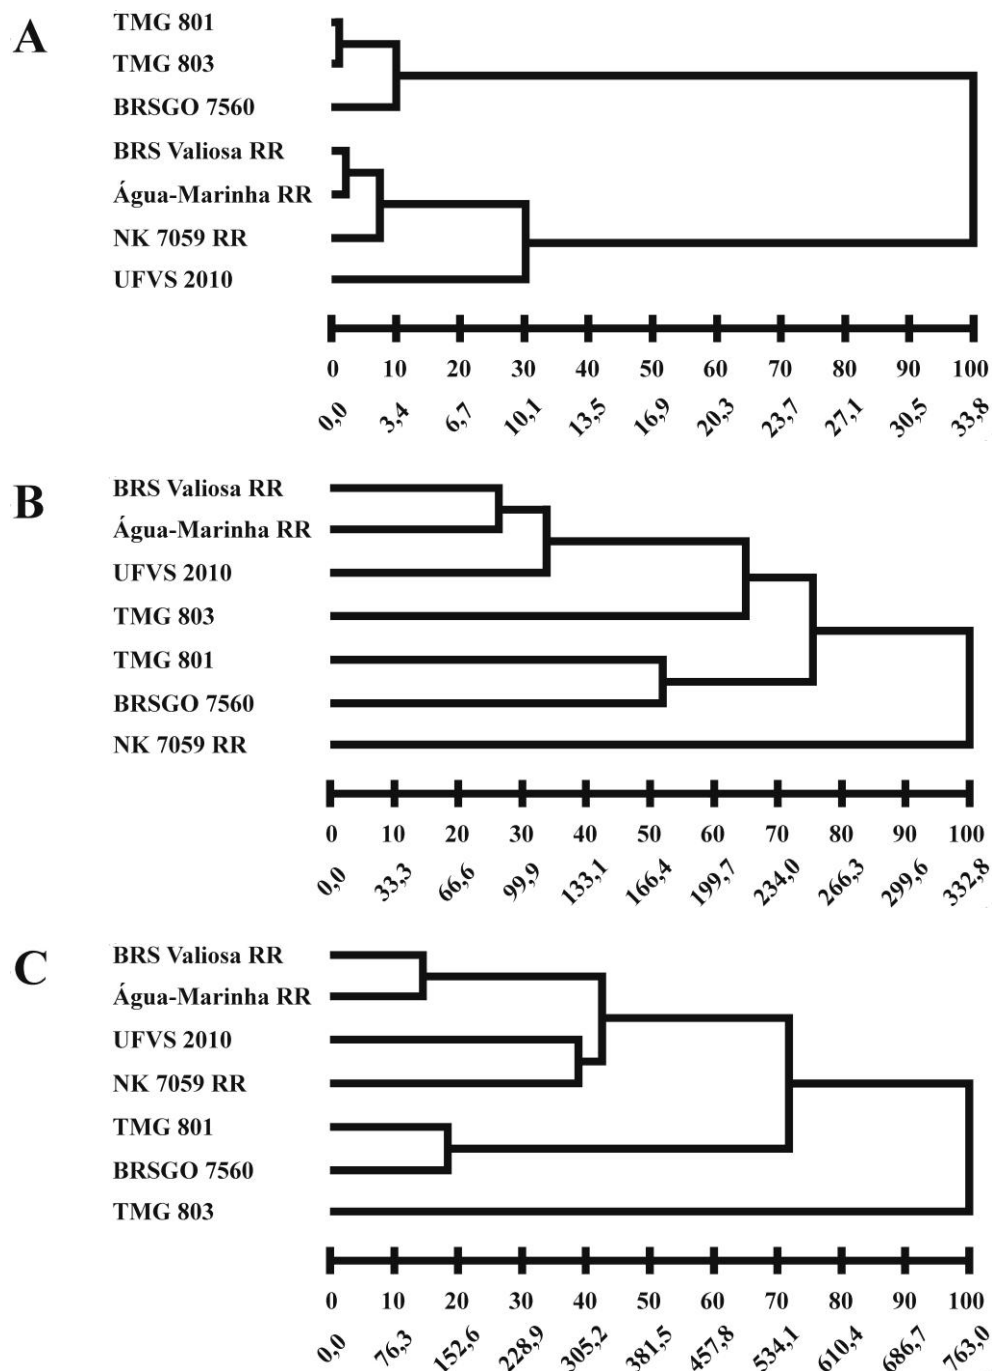 A
TMG 801
TMG 803
BRSGO 7560
BRS Valiosa RR
Água-Marinha RR
NK 7059 RR
UFVS 2010
0 10 20 30 40 50 60 70 80 90 100
0,0 3,4 6,7 10,1 13,5 16,9 20,3 23,7 27,1 30,5 33,8
B
BRS Valiosa RR
Água-Marinha RR
UFVS 2010
TMG 803
TMG 801
BRSGO 7560
NK 7059 RR
0 10 20 30 40 50 60 70 80 90 100
0,0 33,3 66,6 99,9 133,1 166,4 199,7 234,0 266,3 299,6 332,8
C
BRS Valiosa RR
Água-Marinha RR
UFVS 2010
NK 7059 RR
TMG 801
BRSGO 7560
TMG 803
0 10 20 30 40 50 60 70 80 90 100
0,0 76,3 152,6 228,9 305,2 381,5 457,8 534,1 610,4 686,7 763,0